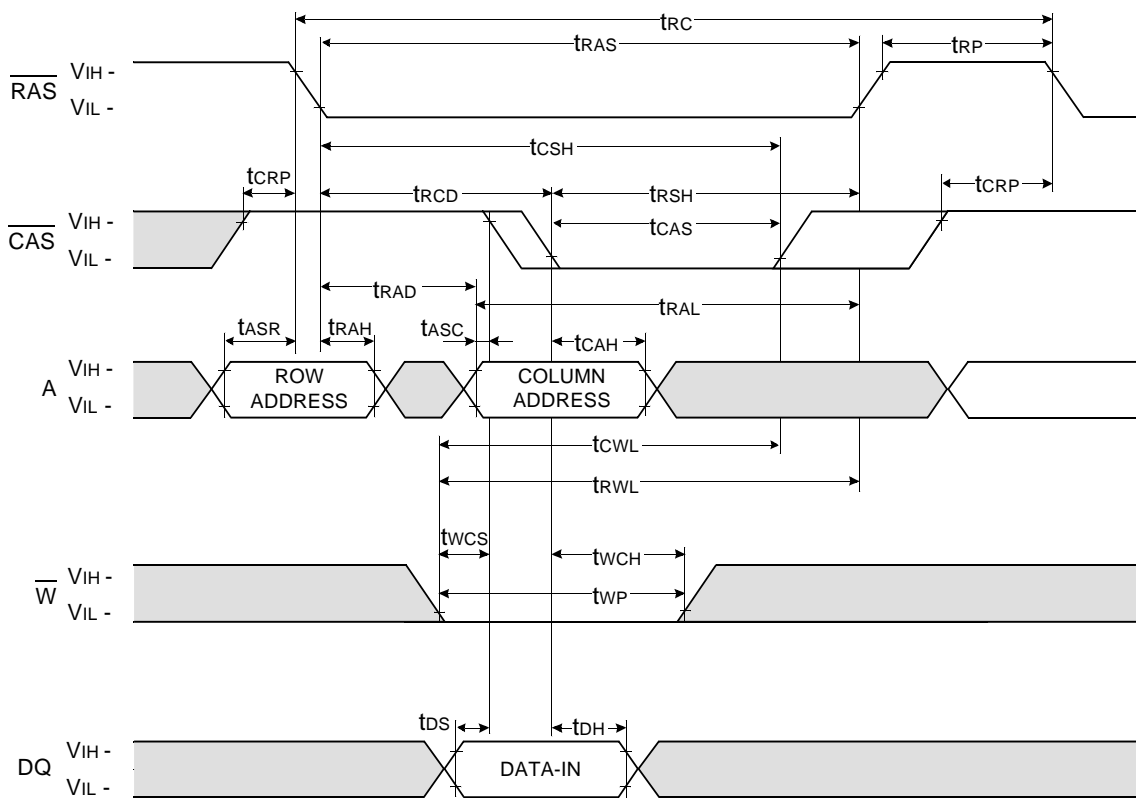 tRC
tRAS
tRP
RAS
VIH -
VIL -
tCSH
tCRP
tRCD
tRSH
tCRP
CAS
VIH -
VIL -
tCAS
tRAD
tRAL
tASR
tRAH
tASC
tCAH
A
VIH -
VIL -
ROW
ADDRESS
COLUMN
ADDRESS
tCWL
tRWL
tWCS
tWCH
W
VIH -
VIL -
tWP
tDS
tDH
DQ
VIH -
VIL -
DATA-IN